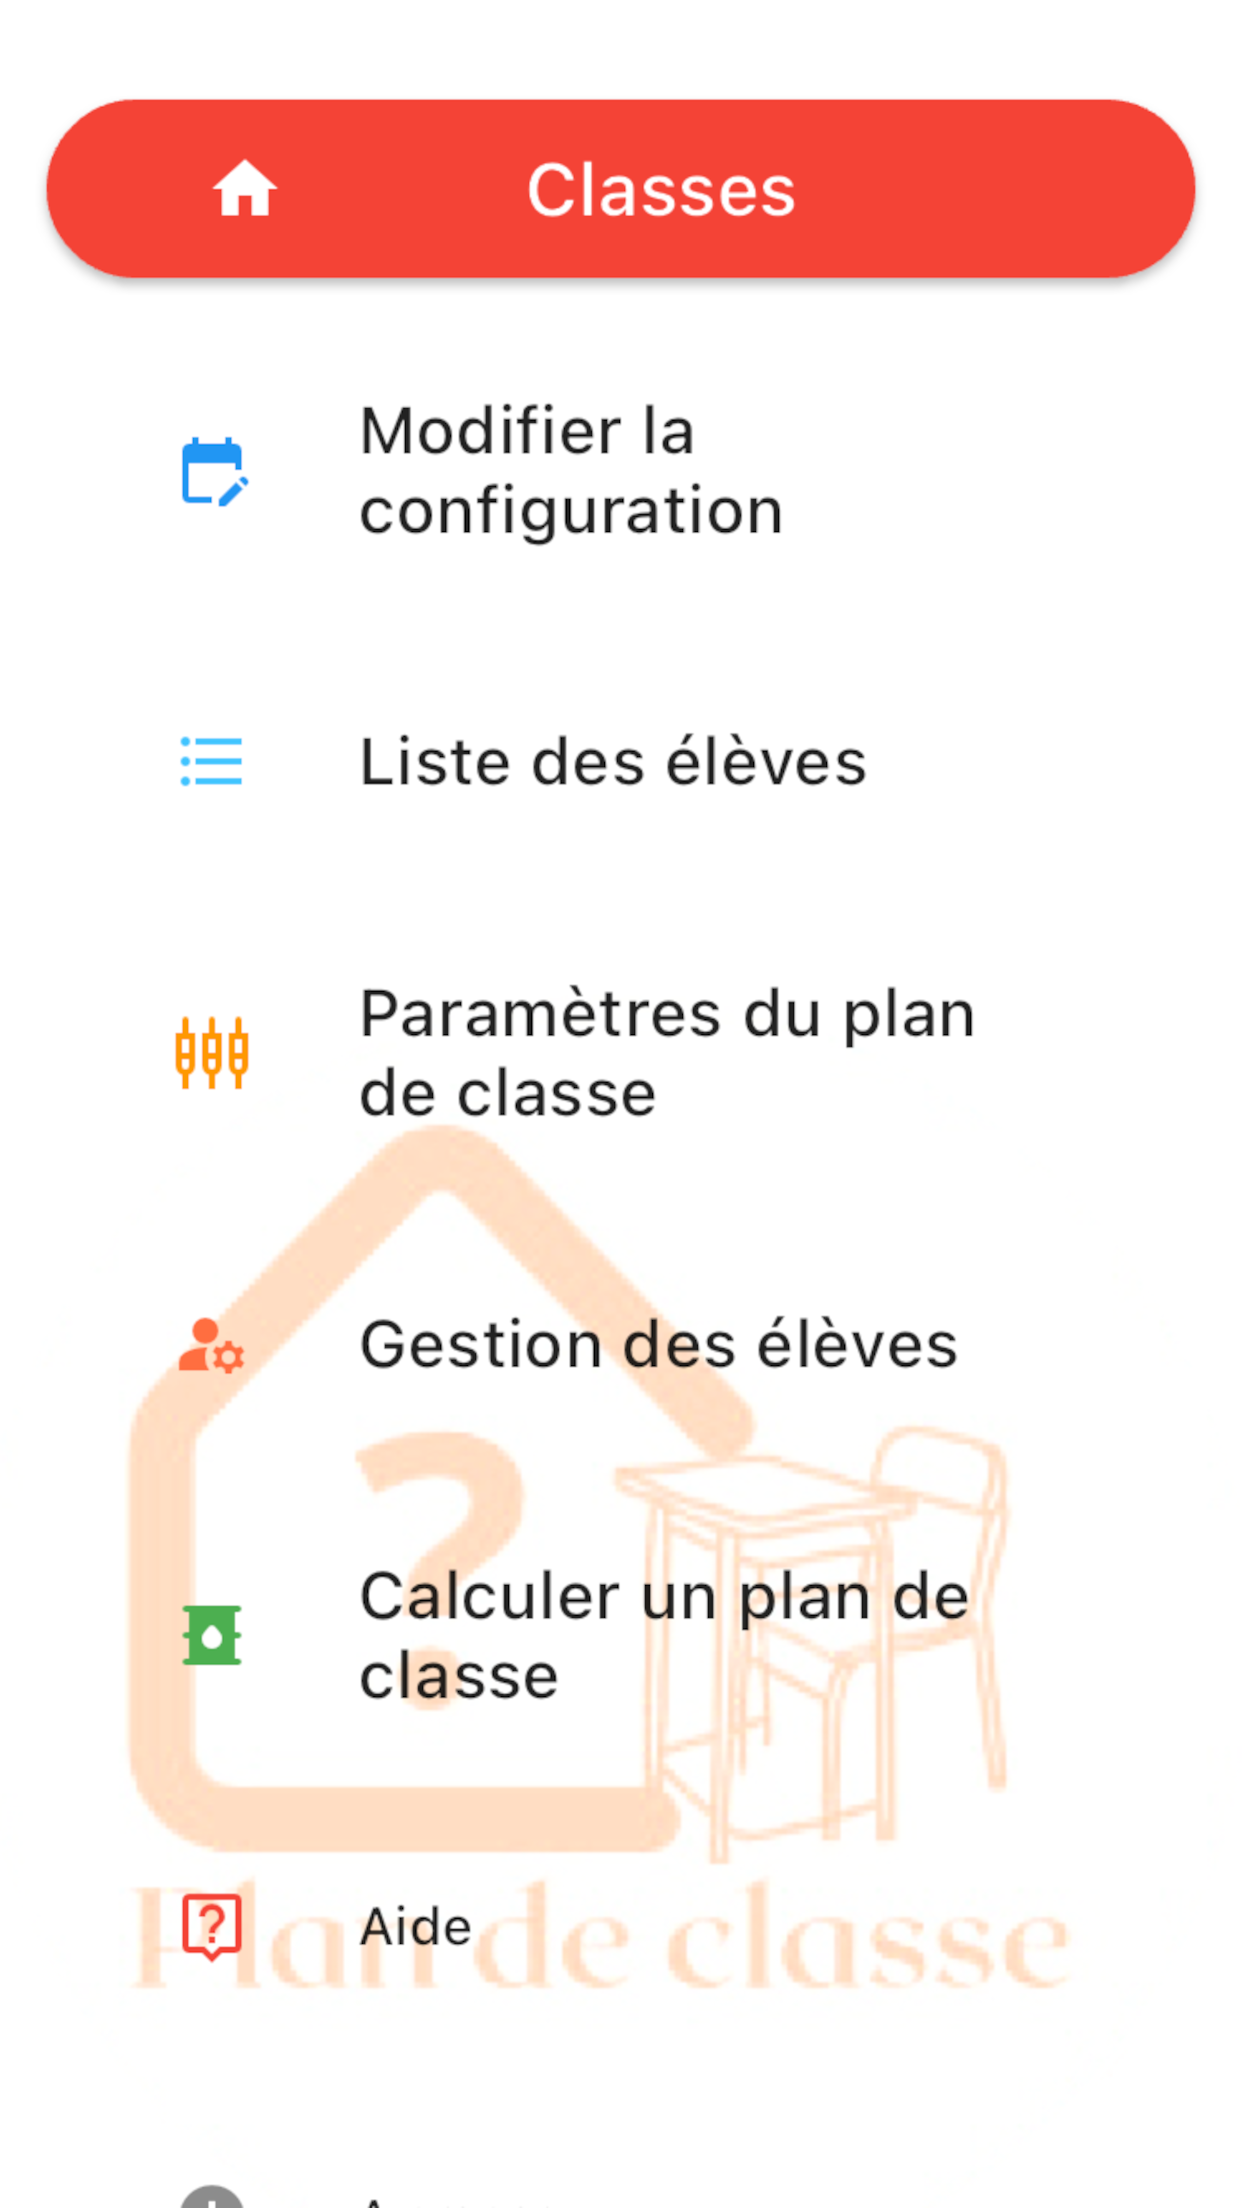 Classes
Modifier la
configuration
Liste des élèves
Paramètres du plan
de classe
Gestion des élèves
?
Calculer un plan de
classe
?
Aide
Plan de classe